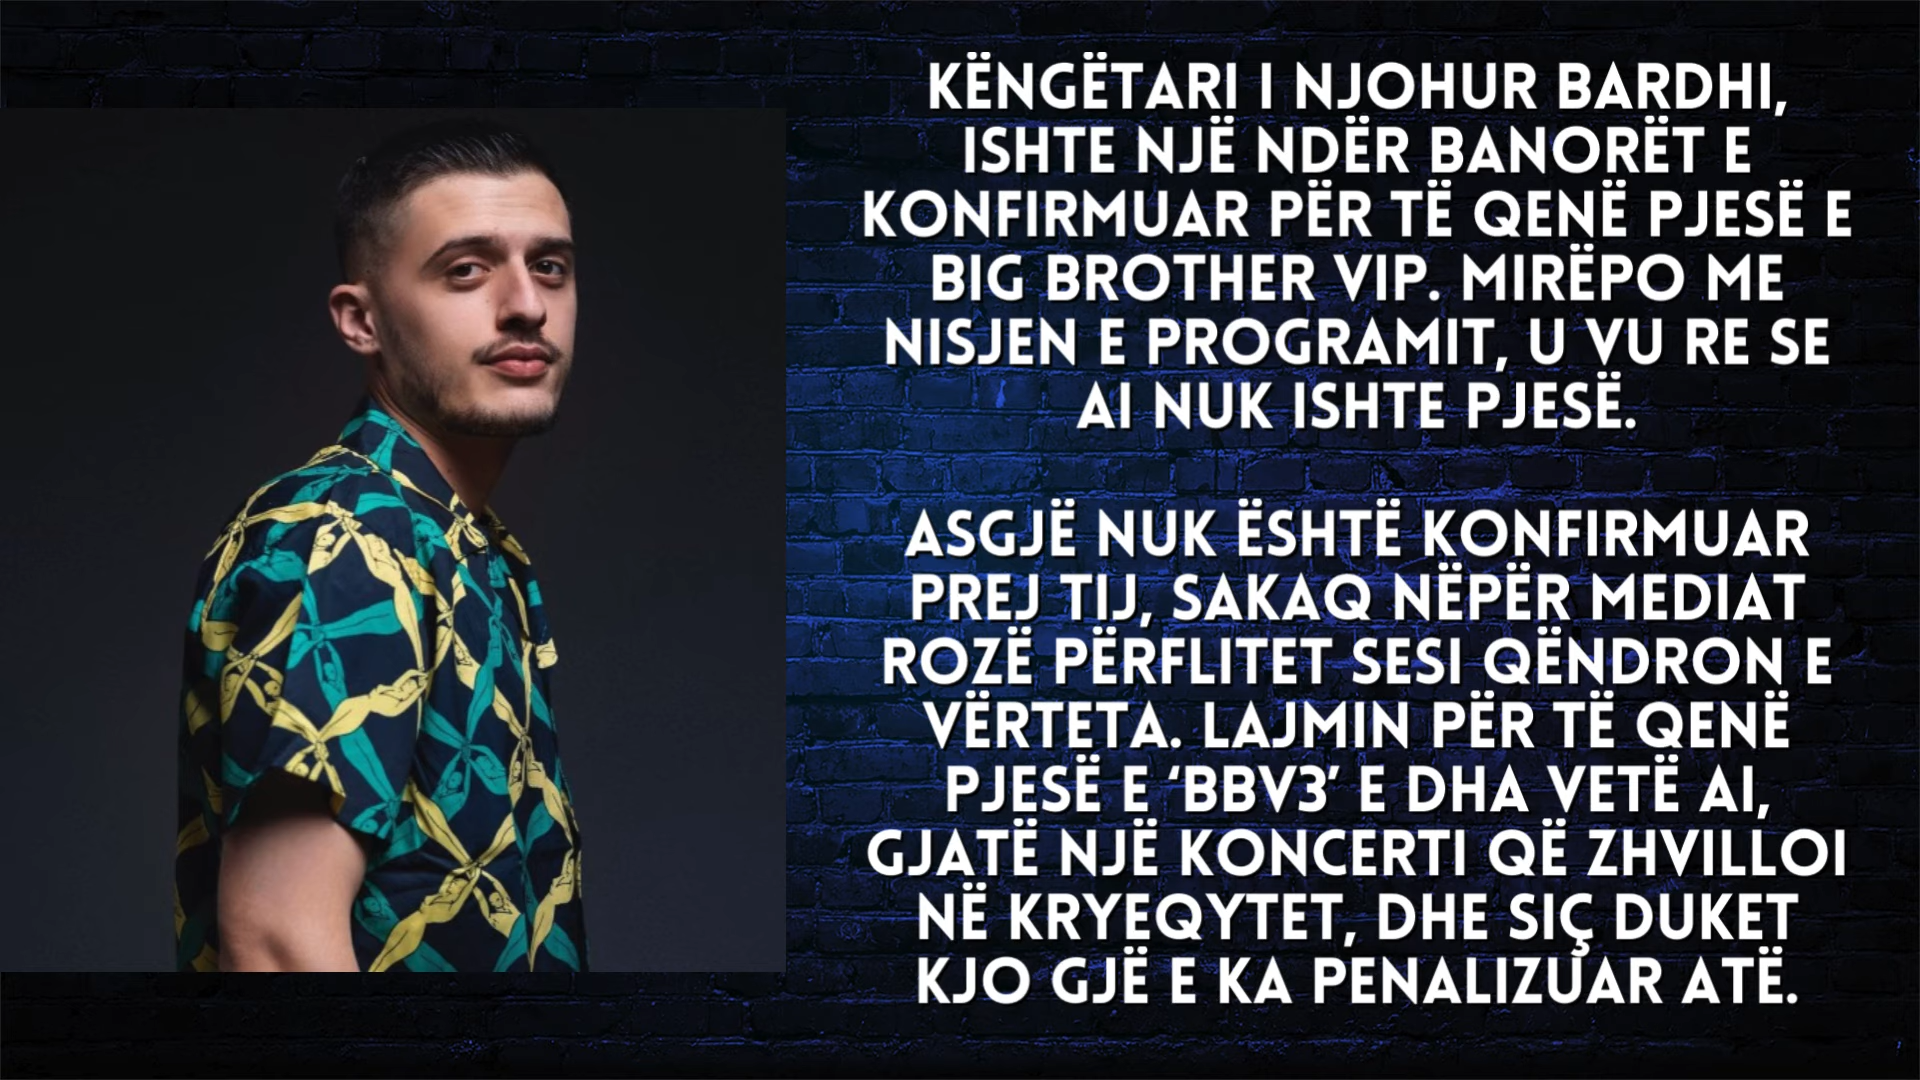 KËNGËTARI I NJOHUR BARDHI,
ISHTE NJË NDËR BANORËT E
KONFIRMUAR PËR TË QENË PJESË E
BIG BROTHER VIP. MIRËPO ME
NISJEN E PROGRAMIT, U VU RE SE
AI NUK ISHTE PJESË.
ASGJË NUK ËSHTË KONFIRMUAR
PREJ TIJ, SAKAQ NËPËR MEDIAT
ROZË PËRFLITET SESI QËNDRON E
VËRTETA. LAJMIN PËR TË QENË
PJESË E ‘BBV3’ E DHA VETË AI,
GJATË NJË KONCERTI QË ZHVILLOI
NË KRYEQYTET, DHE SIÇ DUKET
KJO GJË E KA PENALIZUAR ATË.